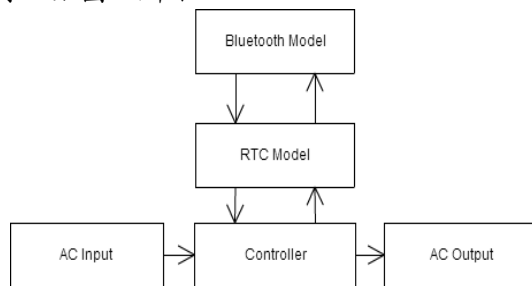 Bluetooth Model
RTC Model
AC Input
Controller
AC Output